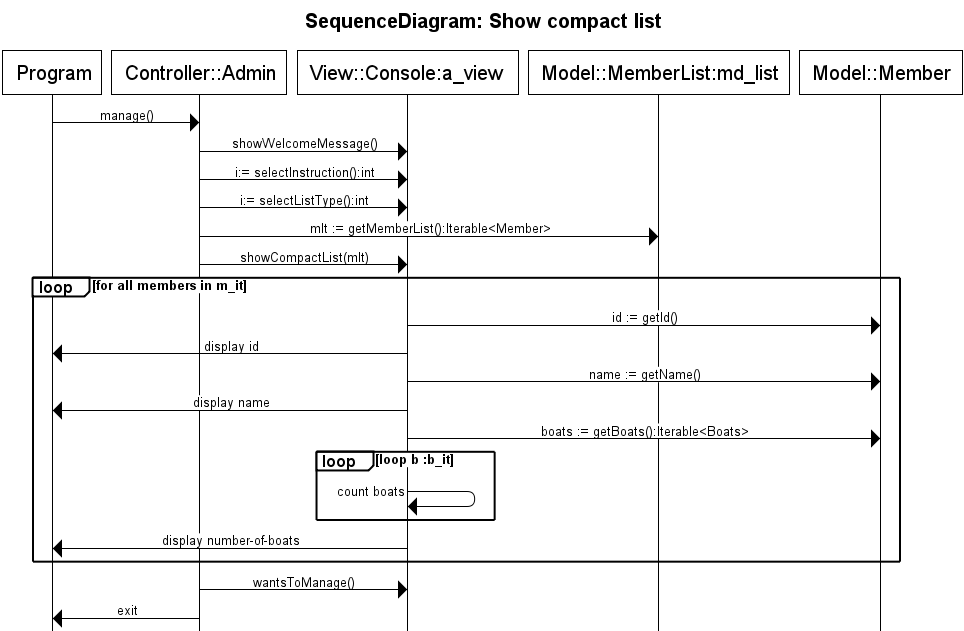 SequenceDiagram: Show compact list
Program
Controller::Admin
View::Console:a_view
Model::MemberList:md_list
Model::Member
manage()
showWelcomeMessage()
i:= selectInstruction():int
i:= selectListType():int
mlt := getMemberList():Iterable<Member>
showCompactList(mlt)
loop [for all members in m_it]
id := getId()
display id
name := getName()
display name
boats := getBoats():Iterable<Boats>
loop [loop b :b_it]
count boats
display number-of-boats
wantsToManage()
exit